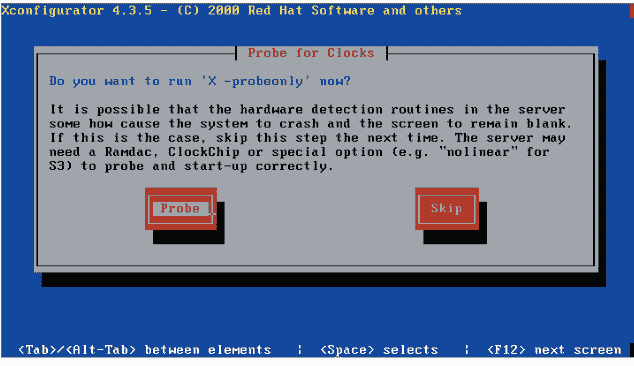 Xconfigurator 4.3.5 - (C) 2000 Red Hat Software and others
Probe for Clocks
Do you want to run 'X -probeonly' now?
It is possible that the hardware detection routines in the server
some how cause the system to crash and the screen to remain blank.
If this is the case, skip this step the next time. The server may
need a Ramdac, ClockChip or special option (e.g. "nolinear" for
S3) to probe and start-up correctly.
Probe Skip
<Tab>/<Alt-Tab> between elements | <Space> selects | <F12> next screen